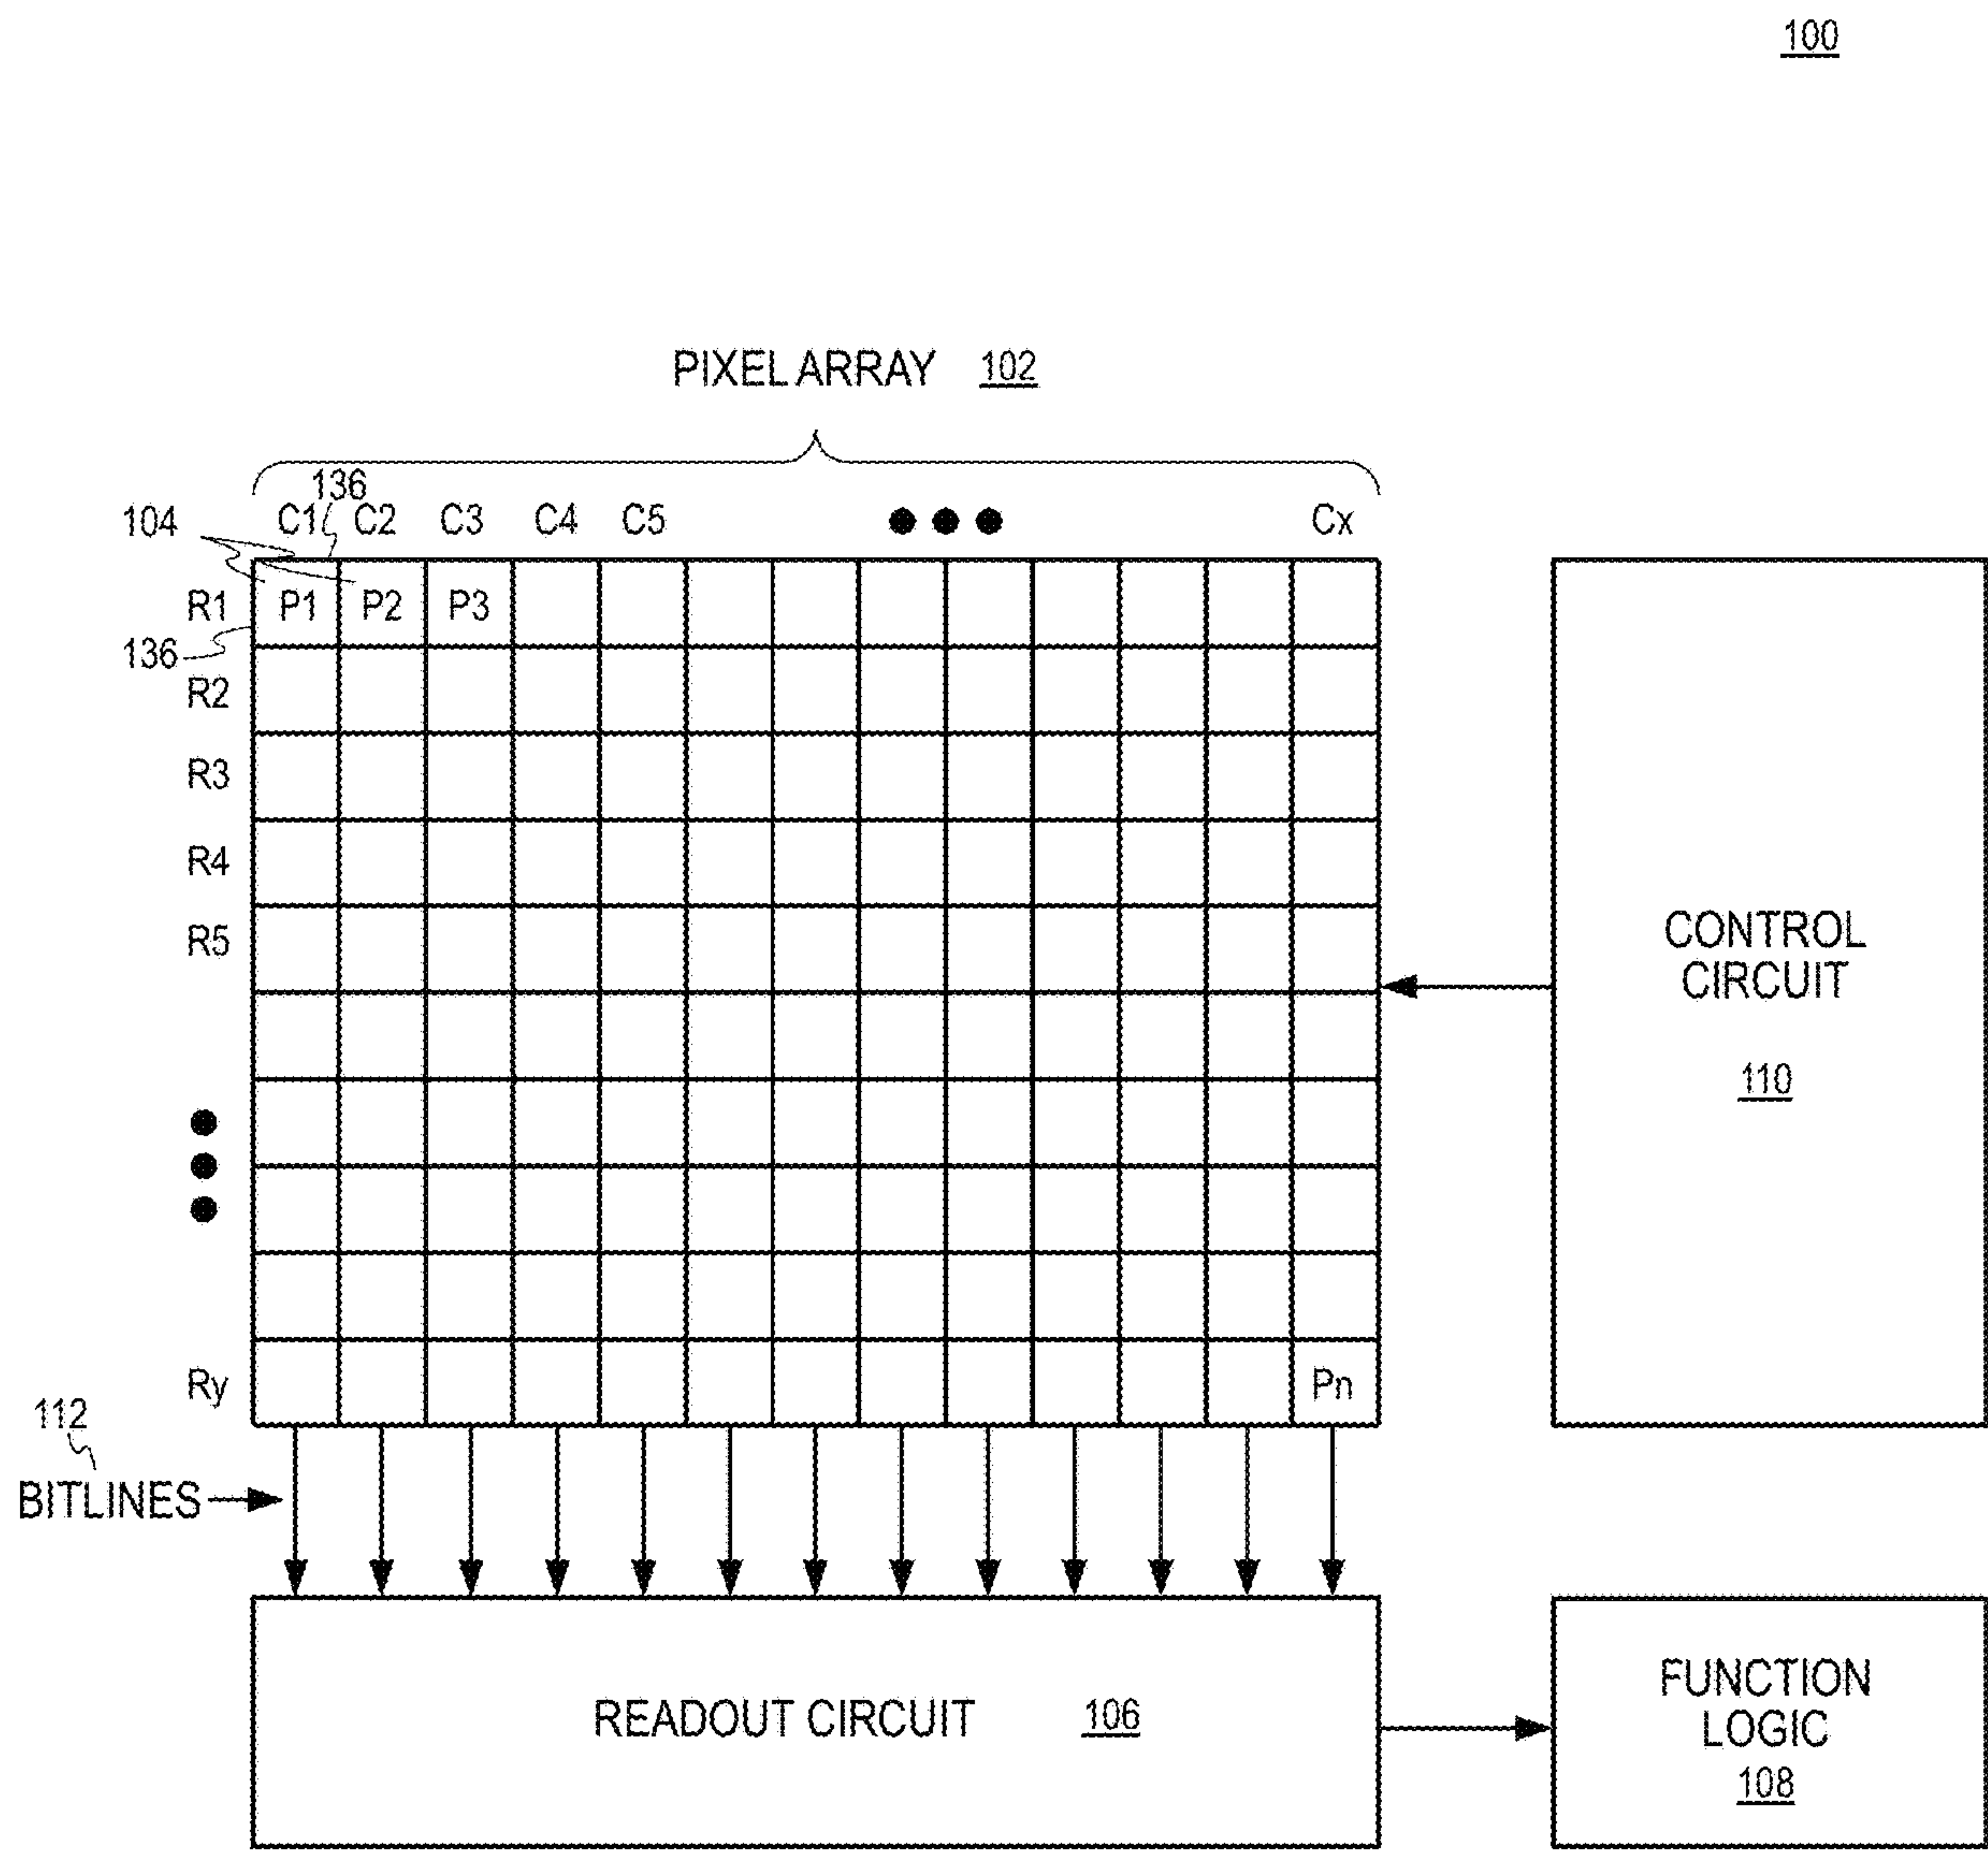 100
PIXEL ARRAY 102
136
104 C1 C2 C3 C4 C5 Cx
R1 P1 P2 P3
136
R2
R3
R4
R5
CONTROL
CIRCUIT
110
Ry Pn
112
BITLINES
READOUT CIRCUIT 106
FUNCTION
LOGIC
108